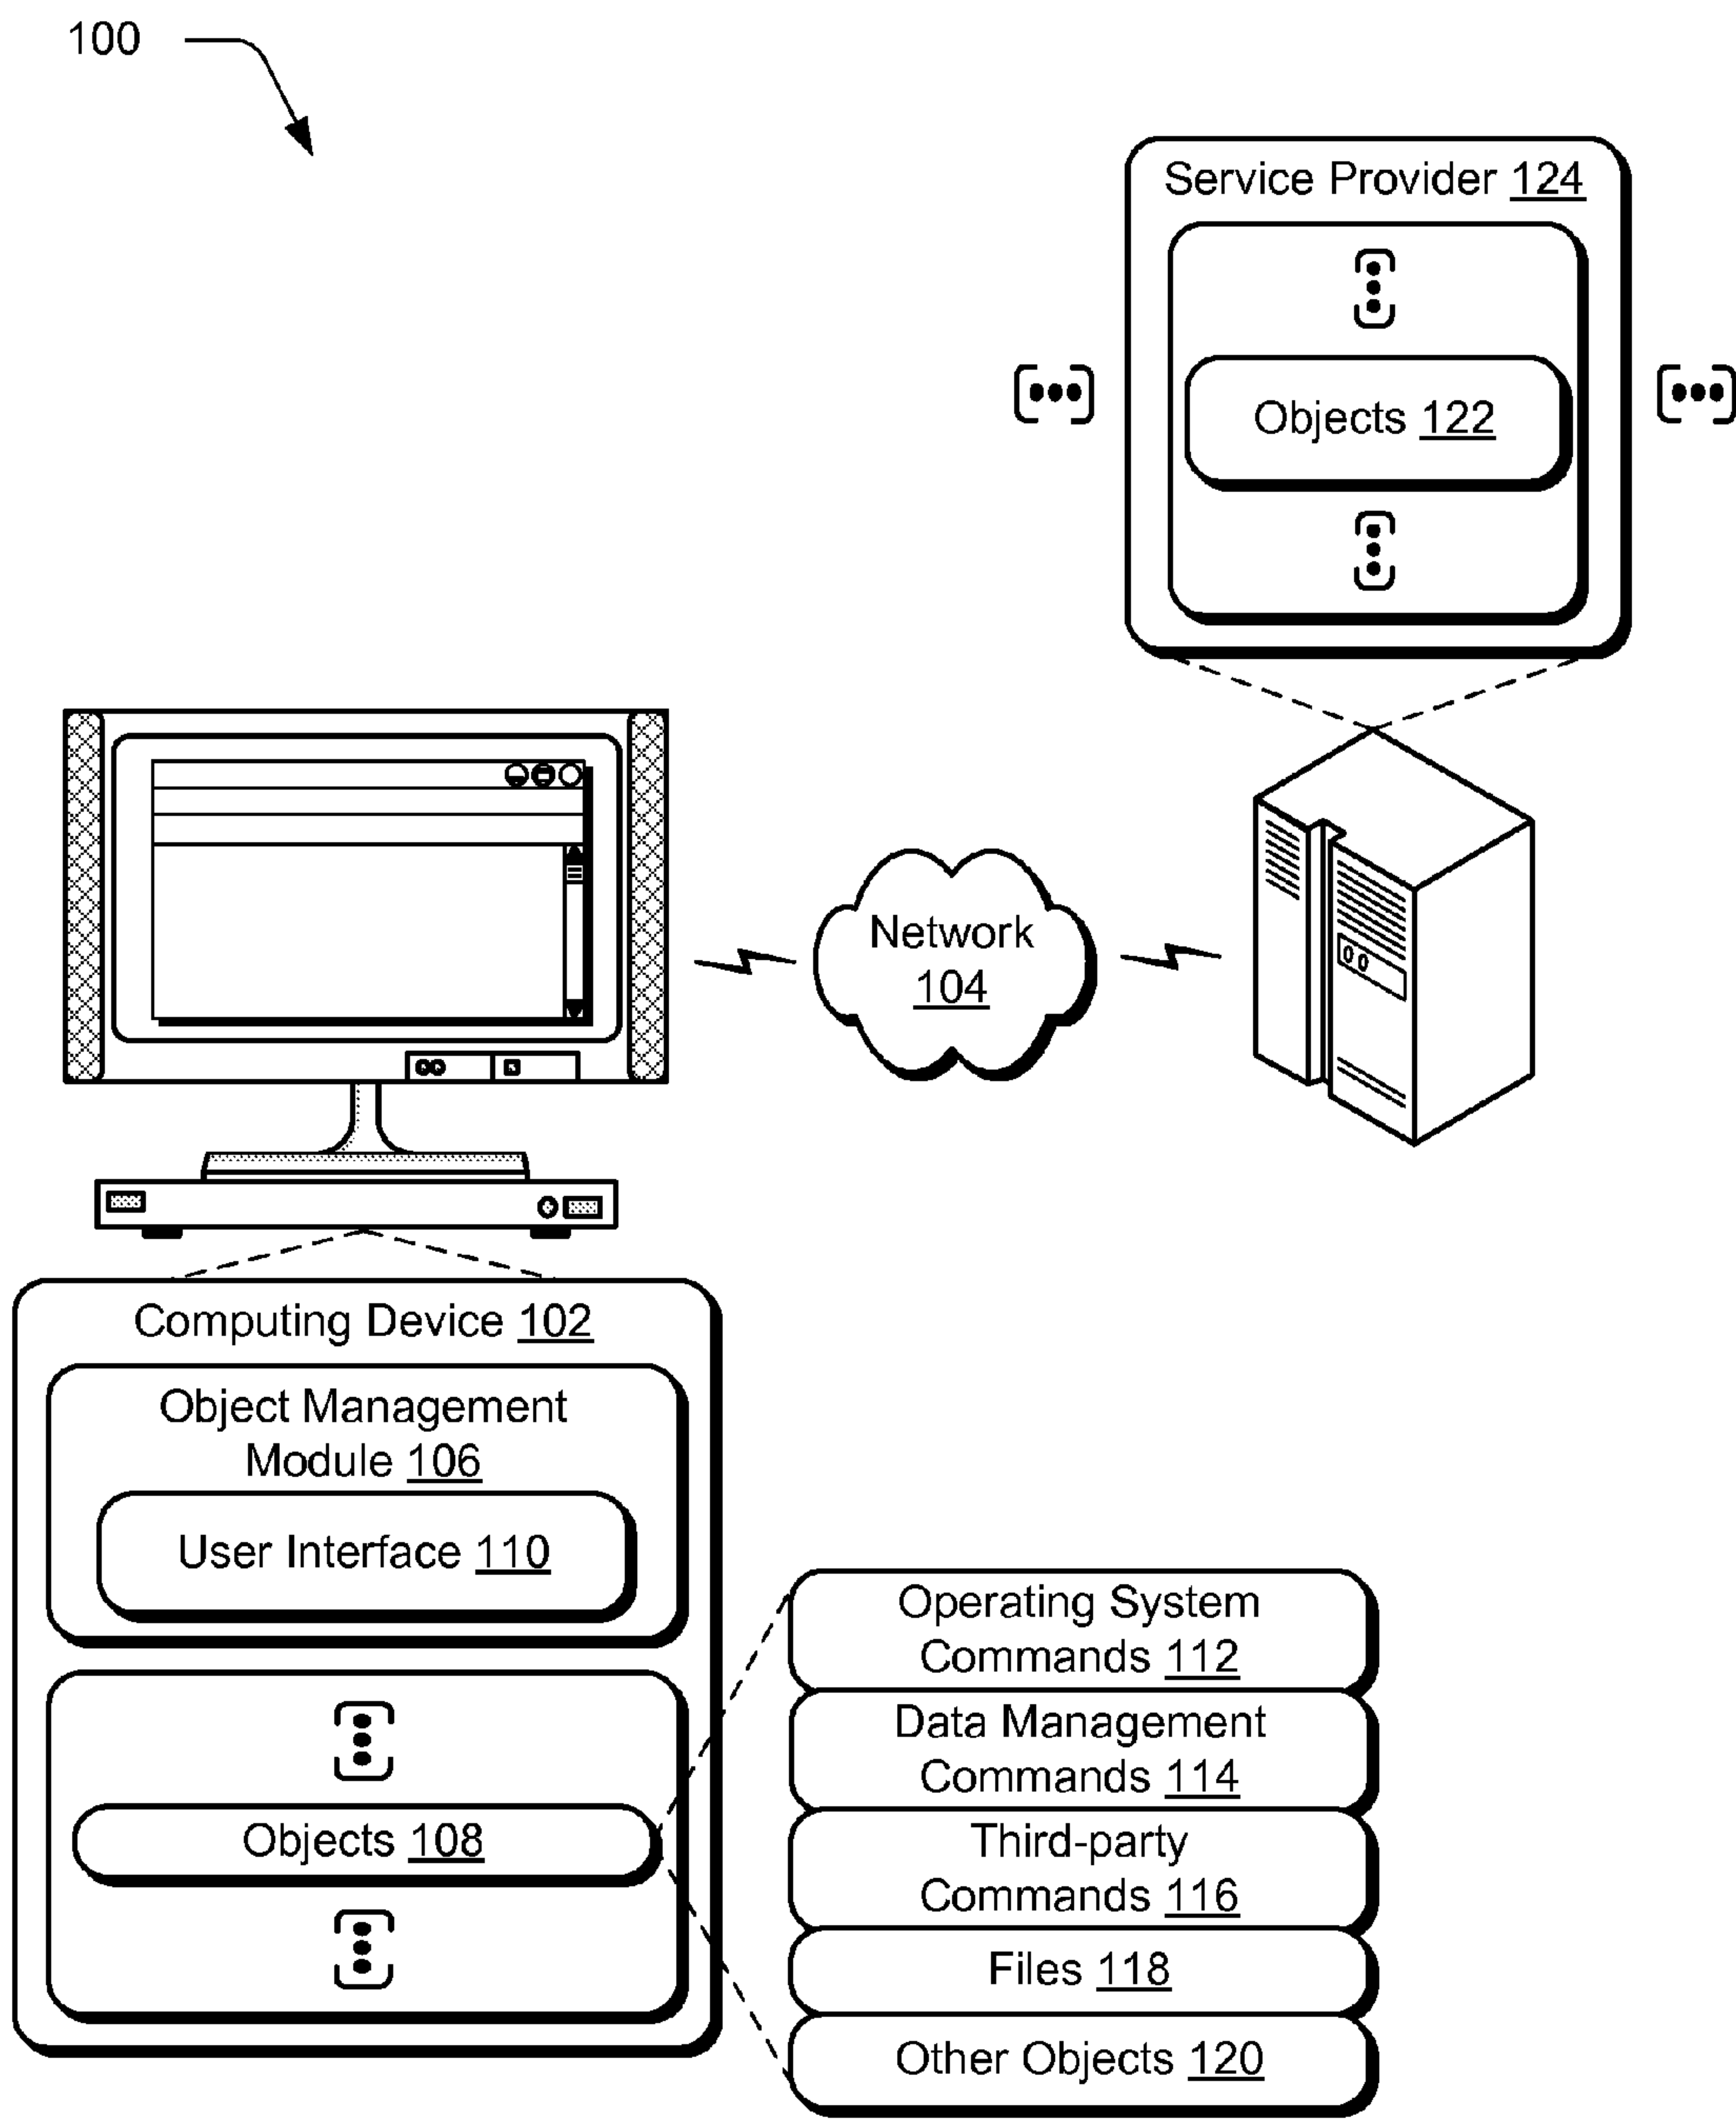 100
Service Provider 124
Objects 122
Network
104
Computing Device 102
Object Management
Module 106
User Interface 110
Objects 108
Operating System
Commands 112
Data Management
Commands 114
Third-party
Commands 116
Files 118
Other Objects 120